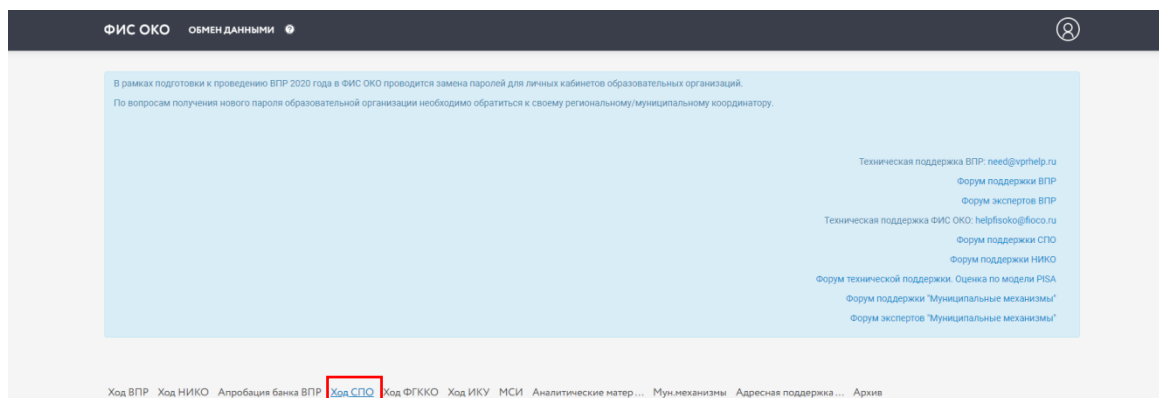 ФИС ОКО ОБМЕН ДАННЫМИ ?
В рамках подготовки к проведению ВПР 2020 года в ФИС ОКО проводится замена паролей для личных кабинетов образовательных организаций.
По вопросам получения нового пароля образовательной организации необходимо обратиться к своему региональному/муниципальному координатору.
Техническая поддержка ВПР: need@vprhelp.ru
Форум поддержки ВПР
Форум экспертов ВПР
Техническая поддержка ФИС ОКО: helpfisoko@fioco.ru
Форум поддержки СПО
Форум поддержки НИКО
Форум технической поддержки. Оценка по модели PISA
Форум поддержки "Муниципальные механизмы"
Форум экспертов "Муниципальные механизмы"
Ход ВПР Ход НИКО Апробация банка ВПР Ход СПО Ход ФГККО Ход ИКУ МСИ Аналитические матер... Мун.механизмы Адресная поддержка... Архив